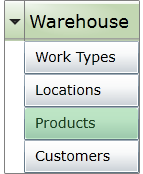 Warehouse
Work Types
Locations
Products
Customers